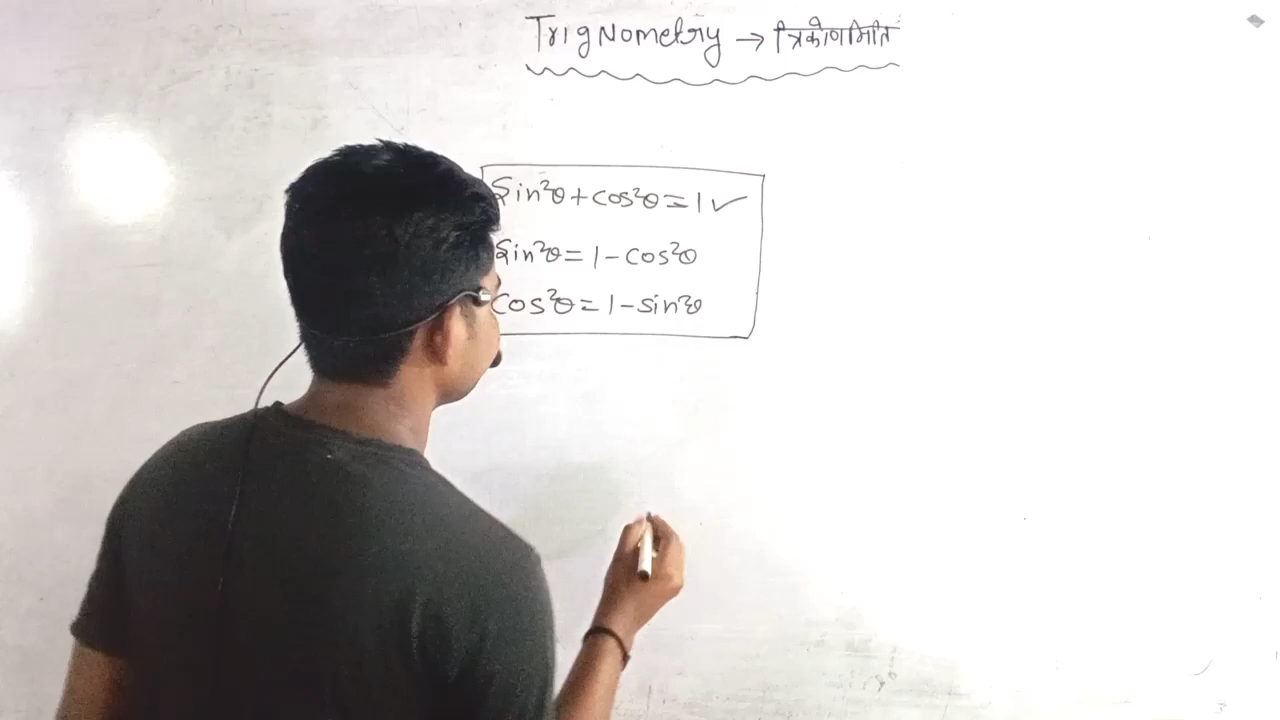 TrigNometry → त्रिकोणमिति
Sin²θ + cos²θ = 1 ✓
Sin²θ = 1 - cos²θ
cos²θ = 1 - sin²θ